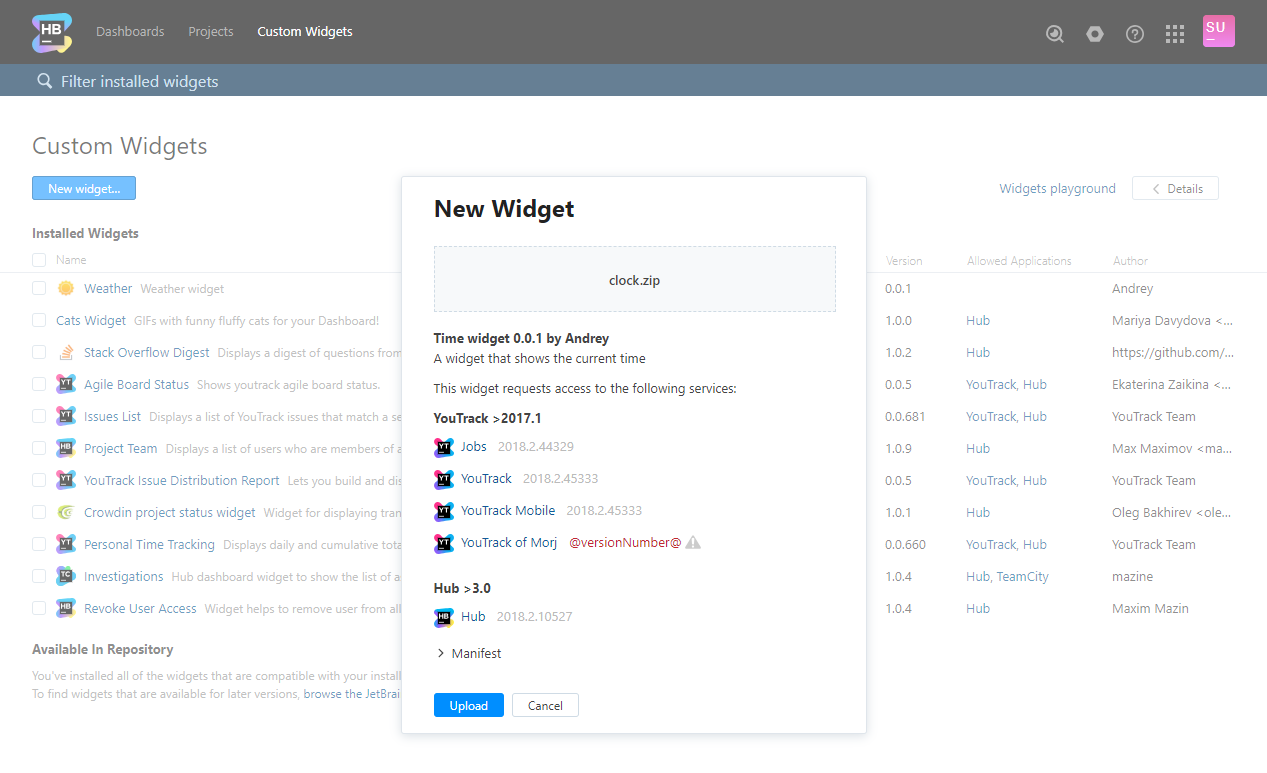 HB
Dashboards Projects Custom Widgets
SU
Filter installed widgets
Custom Widgets
New widget...
Widgets playground
Details
Installed Widgets
Name Version Allowed Applications Author
Weather Weather widget 0.0.1 Andrey
Cats Widget GIFs with funny fluffy cats for your Dashboard! 1.0.0 Hub Mariya Davydova <...
Stack Overflow Digest Displays a digest of questions from 1.0.2 Hub https://github.com/...
YT Agile Board Status Shows youtrack agile board status. 0.0.5 YouTrack, Hub Ekaterina Zaikina <...
YT Issues List Displays a list of YouTrack issues that match a se 0.0.681 YouTrack, Hub YouTrack Team
HB Project Team Displays a list of users who are members of a 1.0.9 Hub Max Maximov <ma...
YT YouTrack Issue Distribution Report Lets you build and dis 0.0.5 YouTrack, Hub YouTrack Team
Crowdin project status widget Widget for displaying tran 1.0.1 Hub Oleg Bakhirev <ole...
YT Personal Time Tracking Displays daily and cumulative tota 0.0.660 YouTrack, Hub YouTrack Team
TC Investigations Hub dashboard widget to show the list of a 1.0.4 Hub, TeamCity mazine
HB Revoke User Access Widget helps to remove user from all 1.0.4 Hub Maxim Mazin
Available In Repository
You've installed all of the widgets that are compatible with your install
To find widgets that are available for later versions, browse the JetBrai
New Widget
clock.zip
Time widget 0.0.1 by Andrey
A widget that shows the current time
This widget requests access to the following services:
YouTrack >2017.1
YT Jobs 2018.2.44329
YT YouTrack 2018.2.45333
YT YouTrack Mobile 2018.2.45333
YT YouTrack of Morj @versionNumber@
Hub >3.0
HB Hub 2018.2.10527
Manifest
Upload Cancel